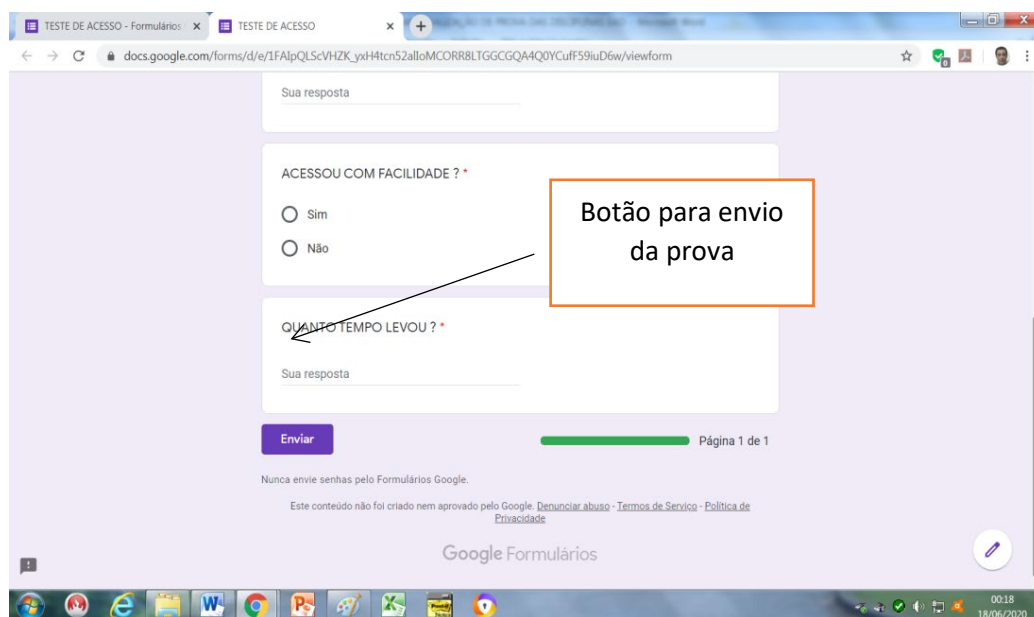 TESTE DE ACESSO - Formulários
TESTE DE ACESSO
docs.google.com/forms/d/e/1FAIpQLScVHZK_yxH4tcn52alIoMCORR8LTGGCGQA4Q0YCufF59iuD6w/viewform
Sua resposta
ACESSOU COM FACILIDADE ? *
Sim
Não
Botão para envio
da prova
QUANTO TEMPO LEVOU ? *
Sua resposta
Enviar
Página 1 de 1
Nunca envie senhas pelo Formulários Google.
Este conteúdo não foi criado nem aprovado pelo Google. Denunciar abuso - Termos de Serviço - Política de
Privacidade
Google Formulários
00:18
18/06/2020